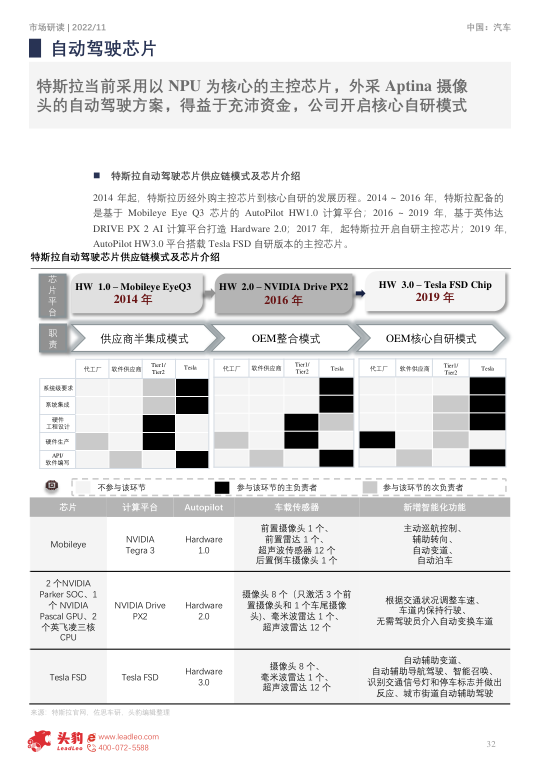 市场研读 | 2022/11
中国：汽车
自动驾驶芯片
特斯拉当前采用以 NPU 为核心的主控芯片，外采 Aptina 摄像
头的自动驾驶方案，得益于充沛资金，公司开启核心自研模式
特斯拉自动驾驶芯片供应链模式及芯片介绍
2014 年起，特斯拉历经外购主控芯片到核心自研的发展历程。2014 ~ 2016 年，特斯拉配备的
是基于 Mobileye Eye Q3 芯片的 AutoPilot HW1.0 计算平台；2016 ~ 2019 年，基于英伟达
DRIVE PX 2 AI 计算平台打造 Hardware 2.0；2017 年，起特斯拉开启自研主控芯片；2019 年，
AutoPilot HW3.0 平台搭载 Tesla FSD 自研版本的主控芯片。
特斯拉自动驾驶芯片供应链模式及芯片介绍
芯片平台
HW 1.0 – Mobileye EyeQ3
2014 年
HW 2.0 – NVIDIA Drive PX2
2016 年
HW 3.0 – Tesla FSD Chip
2019 年
职责
供应商半集成模式
OEM整合模式
OEM核心自研模式
代工厂 软件供应商 Tier1/Tier2 Tesla
代工厂 软件供应商 Tier1/Tier2 Tesla
代工厂 软件供应商 Tier1/Tier2 Tesla
系统级要求
系统集成
硬件
工程设计
硬件生产
API/
软件编写
不参与该环节
参与该环节的主负责者
参与该环节的次负责者
芯片 计算平台 Autopilot 车载传感器 新增智能化功能
Mobileye
NVIDIA
Tegra 3
Hardware
1.0
前置摄像头 1 个、
前置雷达 1 个、
超声波传感器 12 个
后置倒车摄像头 1 个
主动巡航控制、
辅助转向、
自动变道、
自动泊车
2 个NVIDIA
Parker SOC、1
个 NVIDIA
Pascal GPU、2
个英飞凌三核
CPU
NVIDIA Drive
PX2
Hardware
2.0
摄像头 8 个（只激活 3 个前
置摄像头和 1 个车尾摄像
头）、毫米波雷达 1 个、
超声波雷达 12 个
根据交通状况调整车速、
车道内保持行驶、
无需驾驶员介入自动变换车道
Tesla FSD
Tesla FSD
Hardware
3.0
摄像头 8 个、
毫米波雷达 1 个、
超声波雷达 12 个
自动辅助变道、
自动辅助导航驾驶、智能召唤、
识别交通信号灯和停车标志并做出
反应、城市街道自动辅助驾驶
来源：特斯拉官网，佐思车研，头豹编辑整理
头豹
LeadLeo
www.leadleo.com
400-072-5588
32